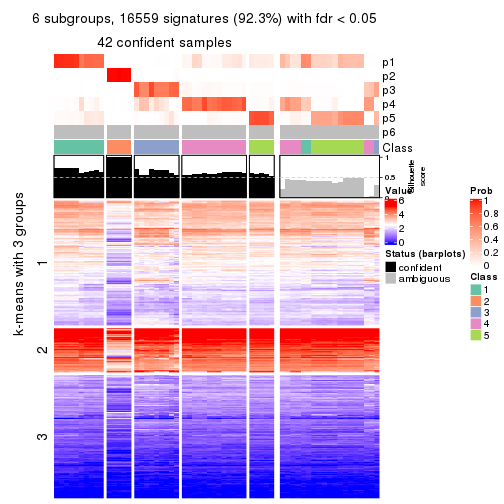 6 subgroups, 16559 signatures (92.3%) with fdr < 0.05
42 confident samples
p1
p2
p3
p4
p5
p6
Class
1
0.5
0
Silhouette
score
k-means with 3 groups
1
2
3
Value
6
4
2
0
Status (barplots)
confident
ambiguous
Prob
1
0.8
0.6
0.4
0.2
0
Class
1
2
3
4
5